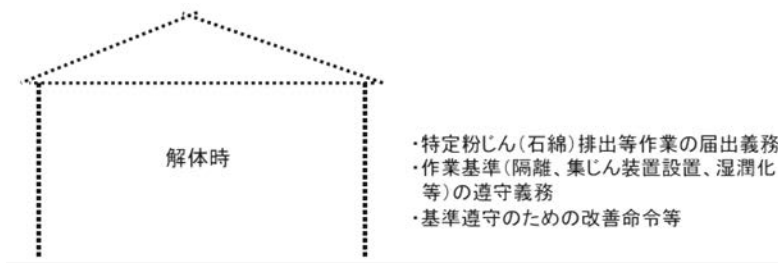 解体時
・特定粉じん(石綿)排出等作業の届出義務
・作業基準(隔離、集じん装置設置、湿潤化
等)の遵守義務
・基準遵守のための改善命令等